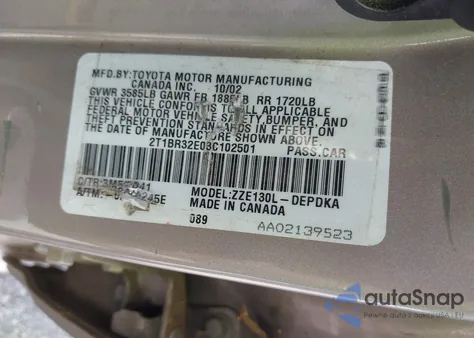 MFD.BY:TOYOTA MOTOR MANUFACTURING
CANADA INC. 10/02
GVWR 3585LB GAWR FR 1885LB RR 1720LB
THIS VEHICLE CONFORMS TO ALL APPLICABLE
FEDERAL MOTOR VEHICLE SAFETY, BUMPER, AND
THEFT PREVENTION STANDARDS IN EFFECT ON
THE DATE OF MANUFACTURE SHOWN ABOVE.
2T1BR32E03C102501 PASS.CAR
C/TR:
MODEL:ZZE130L-DEPDKA
MADE IN CANADA
089
AA02139523
autoSnap